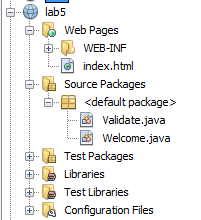 lab5
Web Pages
WEB-INF
index.html
Source Packages
<default package>
Validate.java
Welcome.java
Test Packages
Libraries
Test Libraries
Configuration Files